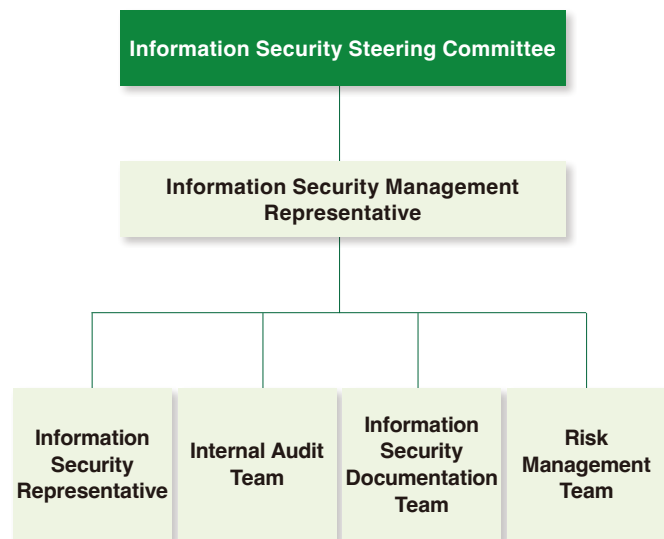 Information Security Steering Committee
Information Security Management
Representative
Information
Security
Representative
Internal Audit
Team
Information
Security
Documentation
Team
Risk
Management
Team